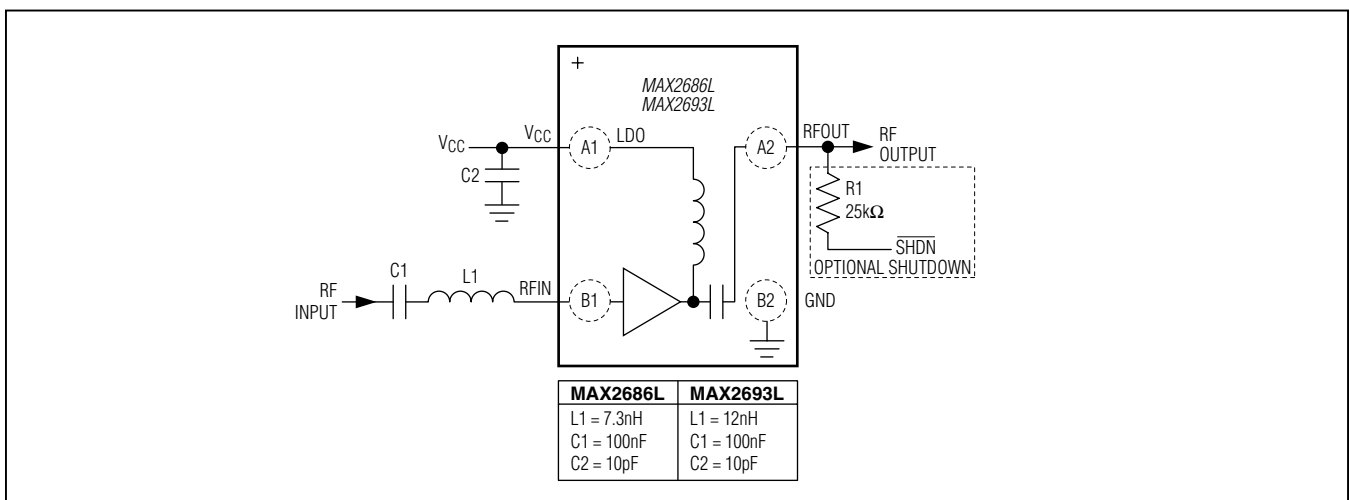 +
MAX2686L
MAX2693L
VCC
VCC
A1
LDO
A2
RFOUT
RF
OUTPUT
C2
R1
25kΩ
S̅H̅D̅N̅
OPTIONAL SHUTDOWN
C1
L1
RFIN
RF
INPUT
B1
B2
GND
MAX2686L MAX2693L
L1 = 7.3nH L1 = 12nH
C1 = 100nF C1 = 100nF
C2 = 10pF C2 = 10pF